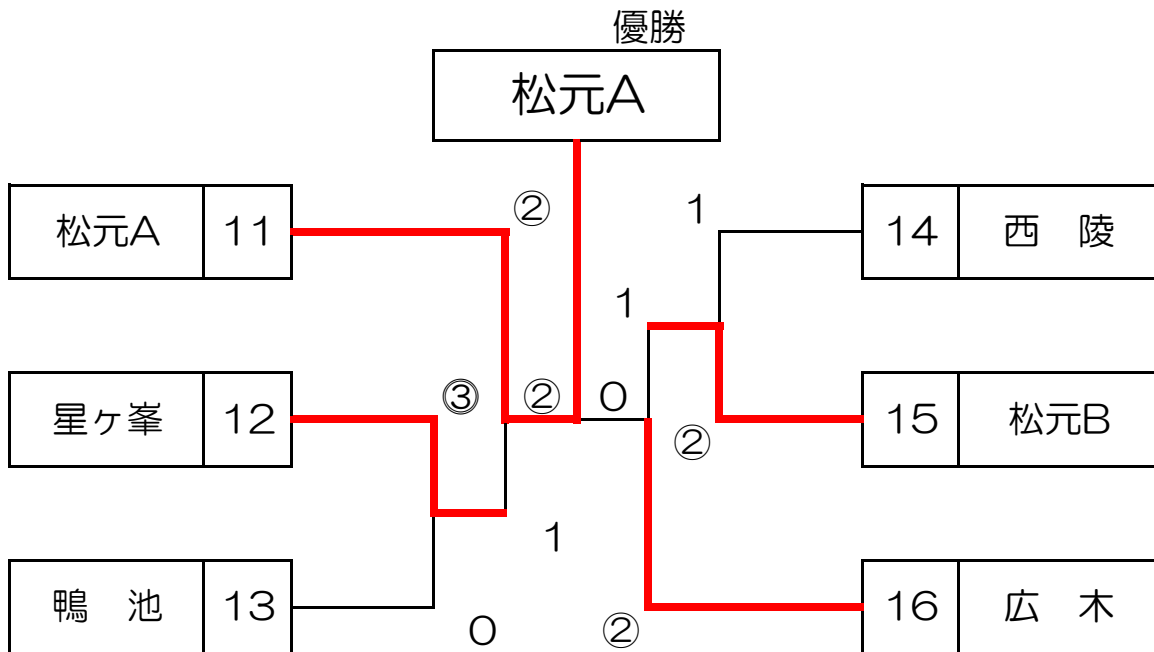 優勝
松元A
松元A 11 ② 1 14 西 陵
1
星ヶ峯 12 ③ ② 0 15 松元B
②
1
鴨 池 13 0 ② 16 広 木